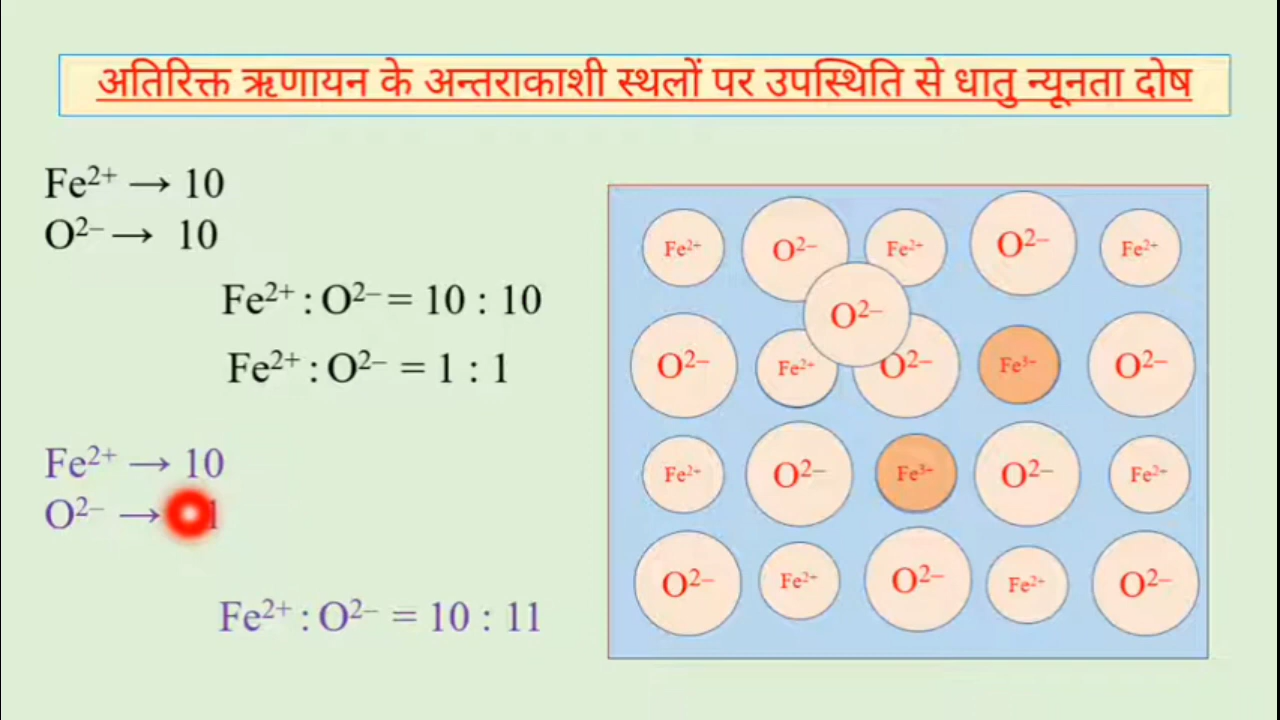 अतिरिक्त ऋणायन के अन्तराकाशी स्थलों पर उपस्थिति से धातु न्यूनता दोष
Fe²⁺ → 10
O²⁻ → 10
Fe²⁺ : O²⁻ = 10 : 10
Fe²⁺ : O²⁻ = 1 : 1
Fe²⁺ → 10
O²⁻ →
Fe²⁺ : O²⁻ = 10 : 11
Fe²⁺ O²⁻ Fe²⁺ O²⁻ Fe²⁺
O²⁻
O²⁻ Fe²⁺ O²⁻ Fe³⁺ O²⁻
Fe²⁺ O²⁻ Fe³⁺ O²⁻ Fe²⁺
O²⁻ Fe²⁺ O²⁻ Fe²⁺ O²⁻